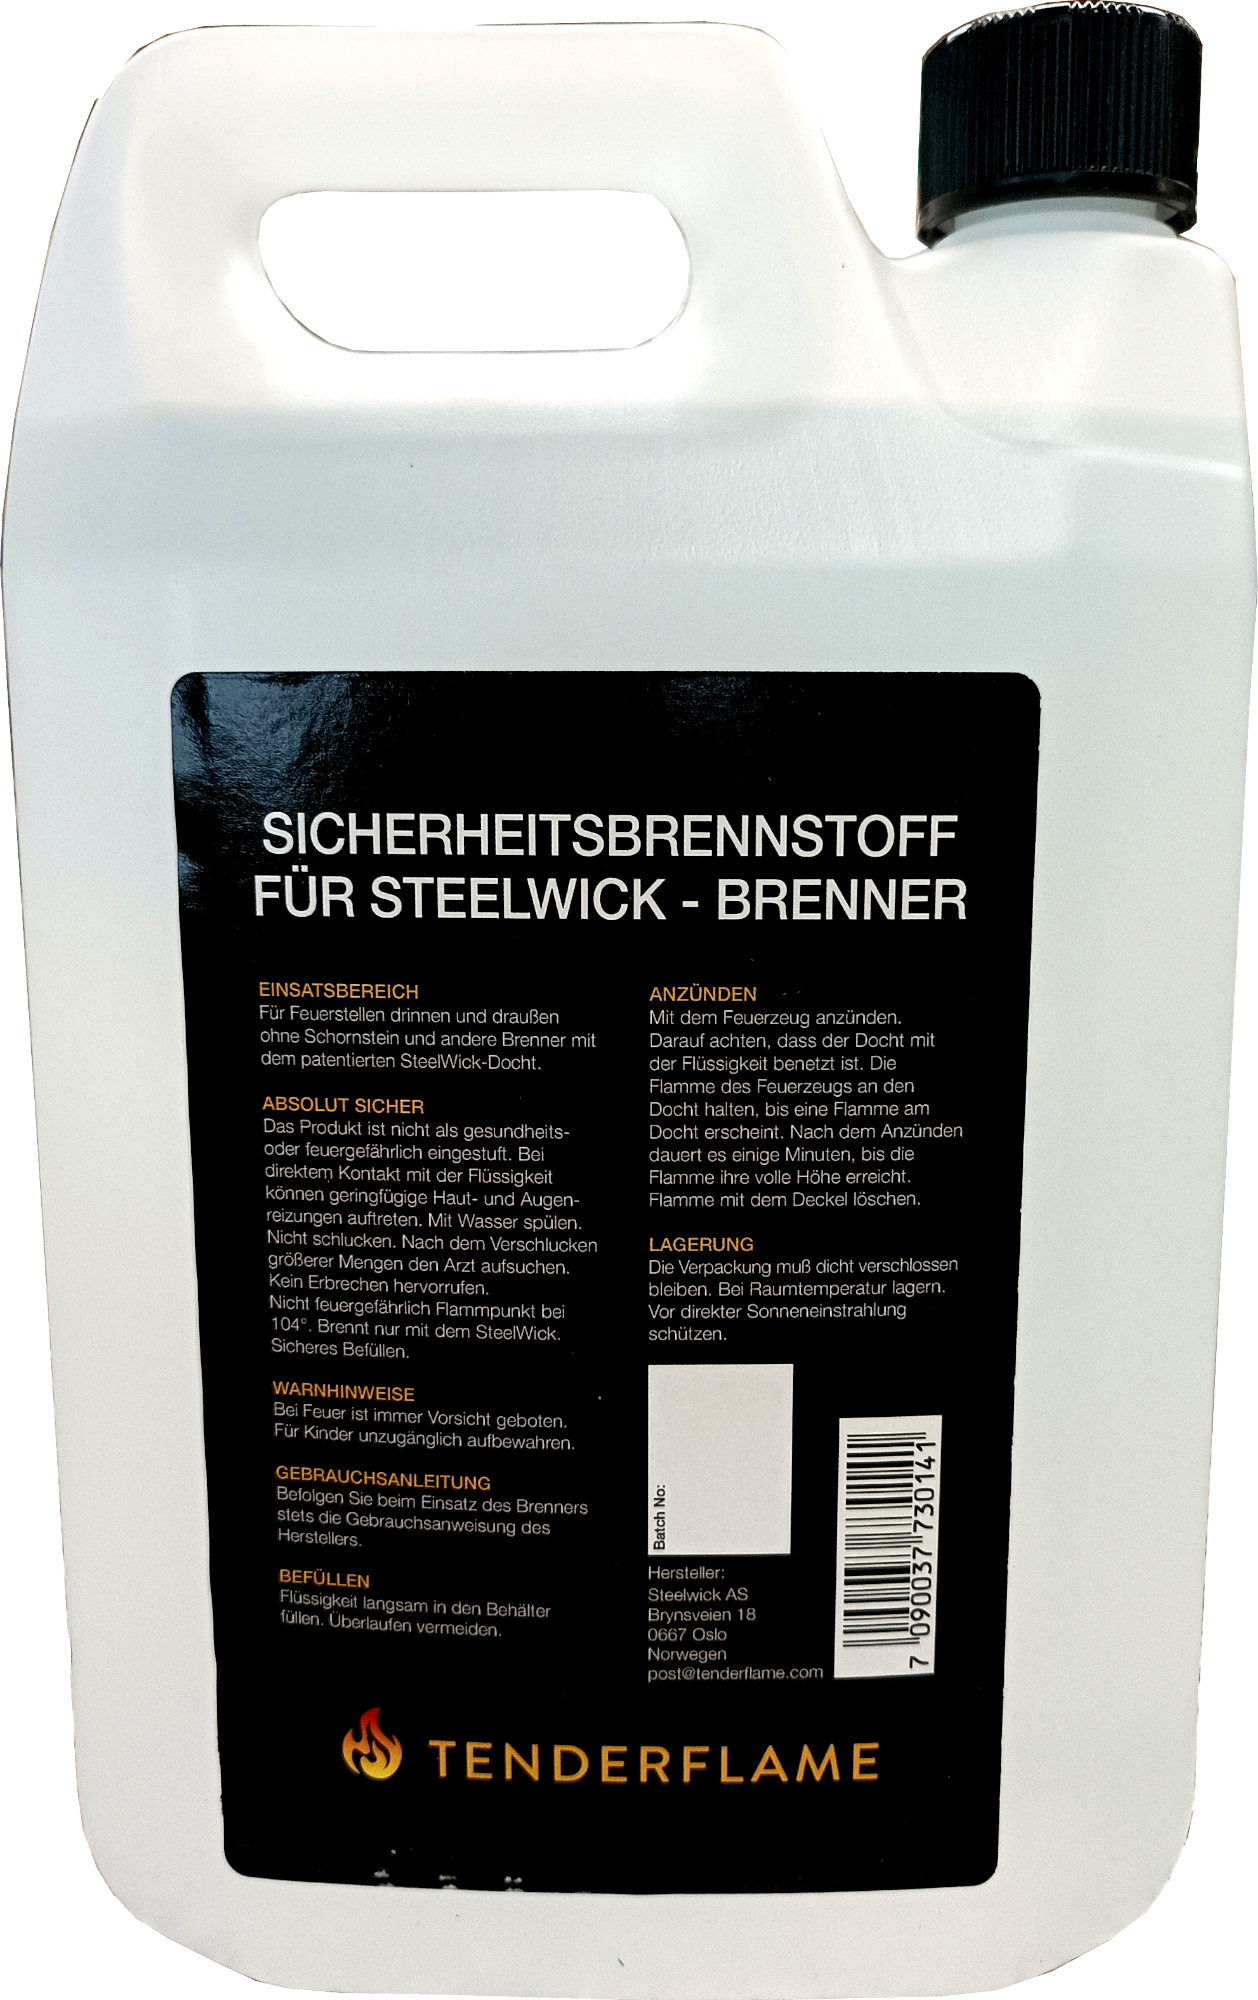 SICHERHEITSBRENNSTOFF
FÜR STEELWICK - BRENNER
EINSATSBEREICH
Für Feuerstellen drinnen und draußen
ohne Schornstein und andere Brenner mit
dem patentierten SteelWick-Docht.
ABSOLUT SICHER
Das Produkt ist nicht als gesundheits-
oder feuergefährlich eingestuft. Bei
direktem Kontakt mit der Flüssigkeit
können geringfügige Haut- und Augen-
reizungen auftreten. Mit Wasser spülen.
Nicht schlucken. Nach dem Verschlucken
größerer Mengen den Arzt aufsuchen.
Kein Erbrechen hervorrufen.
Nicht feuergefährlich Flammpunkt bei
104°. Brennt nur mit dem SteelWick.
Sicheres Befüllen.
WARNHINWEISE
Bei Feuer ist immer Vorsicht geboten.
Für Kinder unzugänglich aufbewahren.
GEBRAUCHSANLEITUNG
Befolgen Sie beim Einsatz des Brenners
stets die Gebrauchsanweisung des
Herstellers.
BEFÜLLEN
Flüssigkeit langsam in den Behälter
füllen. Überlaufen vermeiden.
ANZÜNDEN
Mit dem Feuerzeug anzünden.
Darauf achten, dass der Docht mit
der Flüssigkeit benetzt ist. Die
Flamme des Feuerzeugs an den
Docht halten, bis eine Flamme am
Docht erscheint. Nach dem Anzünden
dauert es einige Minuten, bis die
Flamme ihre volle Höhe erreicht.
Flamme mit dem Deckel löschen.
LAGERUNG
Die Verpackung muß dicht verschlossen
bleiben. Bei Raumtemperatur lagern.
Vor direkter Sonneneinstrahlung
schützen.
Batch No:
Hersteller:
Steelwick AS
Brynsveien 18
0667 Oslo
Norwegen
post@tenderflame.com
7 090037 730141
TENDERFLAME